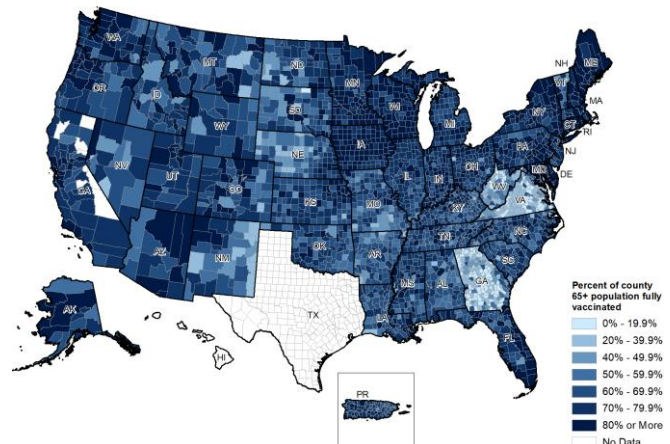 WA
MT
ND
MN
ME
NH
VT
OR
ID
SD
WI
NY
MA
WY
MI
CT
RI
IA
PA
NJ
NE
NV
OH
MD
DE
UT
IL
IN
CO
WV
CA
VA
KS
MO
KY
NC
TN
AZ
OK
NM
AR
SC
MS
AL
GA
TX
LA
FL
AK
HI
PR
Percent of county
65+ population fully
vaccinated
0% - 19.9%
20% - 39.9%
40% - 49.9%
50% - 59.9%
60% - 69.9%
70% - 79.9%
80% or More
No Data